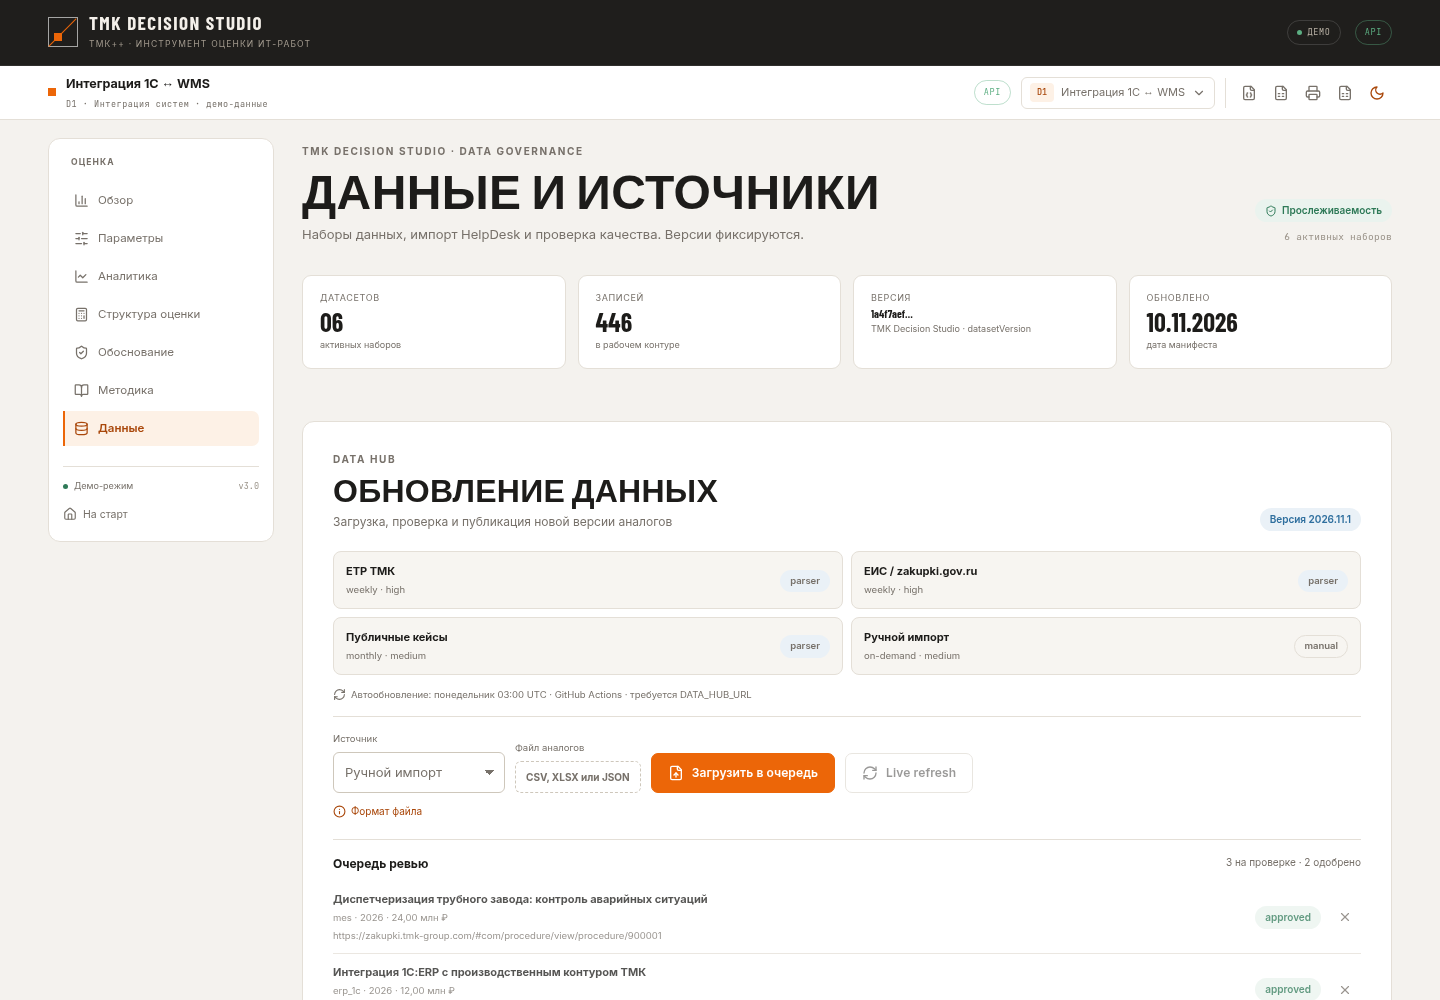 TMK DECISION STUDIO
ТМК++ · ИНСТРУМЕНТ ОЦЕНКИ ИТ-РАБОТ
ДЕМО
API
Интеграция 1С ↔ WMS
D1 · Интеграция систем · демо-данные
API
D1 Интеграция 1С ↔ WMS
ОЦЕНКА
Обзор
Параметры
Аналитика
Структура оценки
Обоснование
Методика
Данные
Демо-режим
v3.0
На старт
TMK DECISION STUDIO · DATA GOVERNANCE
ДАННЫЕ И ИСТОЧНИКИ
Наборы данных, импорт HelpDesk и проверка качества. Версии фиксируются.
Прослеживаемость
6 активных наборов
ДАТАСЕТОВ
06
активных наборов
ЗАПИСЕЙ
446
в рабочем контуре
ВЕРСИЯ
1a4f7aef…
TMK Decision Studio · datasetVersion
ОБНОВЛЕНО
10.11.2026
дата манифеста
DATA HUB
ОБНОВЛЕНИЕ ДАННЫХ
Загрузка, проверка и публикация новой версии аналогов
Версия 2026.11.1
ЕТР ТМК
weekly · high
parser
ЕИС / zakupki.gov.ru
weekly · high
parser
Публичные кейсы
monthly · medium
parser
Ручной импорт
on-demand · medium
manual
Автообновление: понедельник 03:00 UTC · GitHub Actions · требуется DATA_HUB_URL
Источник
Ручной импорт
Файл аналогов
CSV, XLSX или JSON
Загрузить в очередь
Live refresh
Формат файла
Очередь ревью
3 на проверке · 2 одобрено
Диспетчеризация трубного завода: контроль аварийных ситуаций
mes · 2026 · 24,00 млн ₽
https://zakupki.tmk-group.com/#com/procedure/view/procedure/900001
approved
Интеграция 1С:ERP с производственным контуром ТМК
erp_1c · 2026 · 12,00 млн ₽
approved